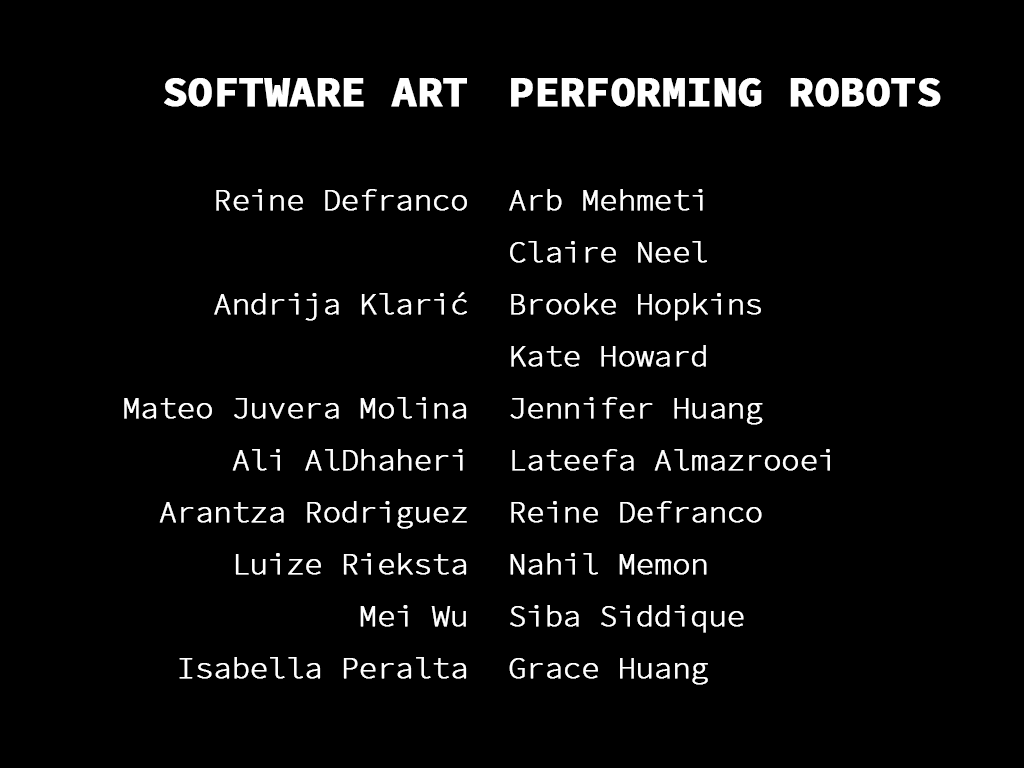 SOFTWARE ART PERFORMING ROBOTS
Reine Defranco Arb Mehmeti
Claire Neel
Andrija Klarić Brooke Hopkins
Kate Howard
Mateo Juvera Molina Jennifer Huang
Ali AlDhaheri Lateefa Almazrooei
Arantza Rodriguez Reine Defranco
Luize Rieksta Nahil Memon
Mei Wu Siba Siddique
Isabella Peralta Grace Huang